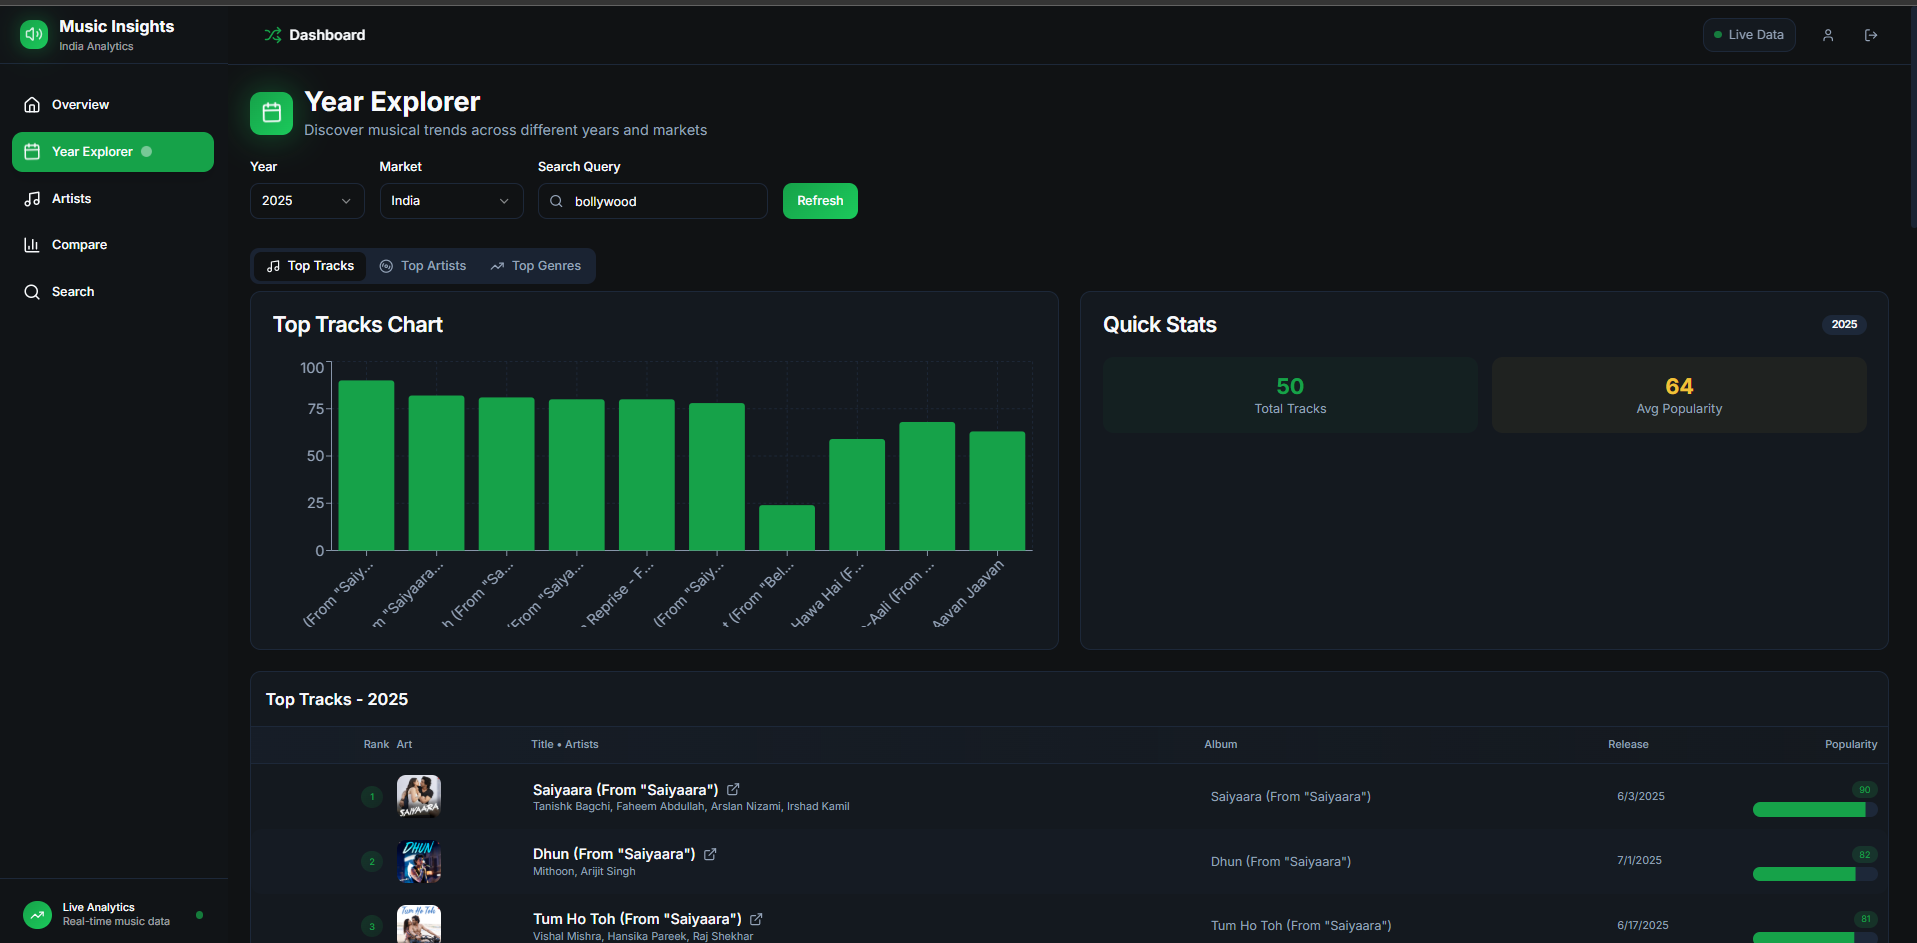 Music Insights
India Analytics
Dashboard
Live Data
Overview
Year Explorer
Artists
Compare
Search
Live Analytics
Real-time music data
Year Explorer
Discover musical trends across different years and markets
Year
Market
Search Query
2025
India
bollywood
Refresh
Top Tracks
Top Artists
Top Genres
Top Tracks Chart
100
75
50
25
0
(From "Saiy...
m "Saiyaara...
h (From "Sa...
(From "Saiya...
Reprise - F...
(From "Saiy...
t (From "Bel...
Hawa Hai (F...
-Aali (From ...
Aavan Jaavan
Quick Stats
2025
50
Total Tracks
64
Avg Popularity
Top Tracks - 2025
Rank Art Title • Artists Album Release Popularity
1
SAIYAARA
Saiyaara (From "Saiyaara")
Tanishk Bagchi, Faheem Abdullah, Arslan Nizami, Irshad Kamil
Saiyaara (From "Saiyaara")
6/3/2025
90
2
DHUN
Dhun (From "Saiyaara")
Mithoon, Arijit Singh
Dhun (From "Saiyaara")
7/1/2025
82
3
Tum Ho Toh
Tum Ho Toh (From "Saiyaara")
Vishal Mishra, Hansika Pareek, Raj Shekhar
Tum Ho Toh (From "Saiyaara")
6/17/2025
81